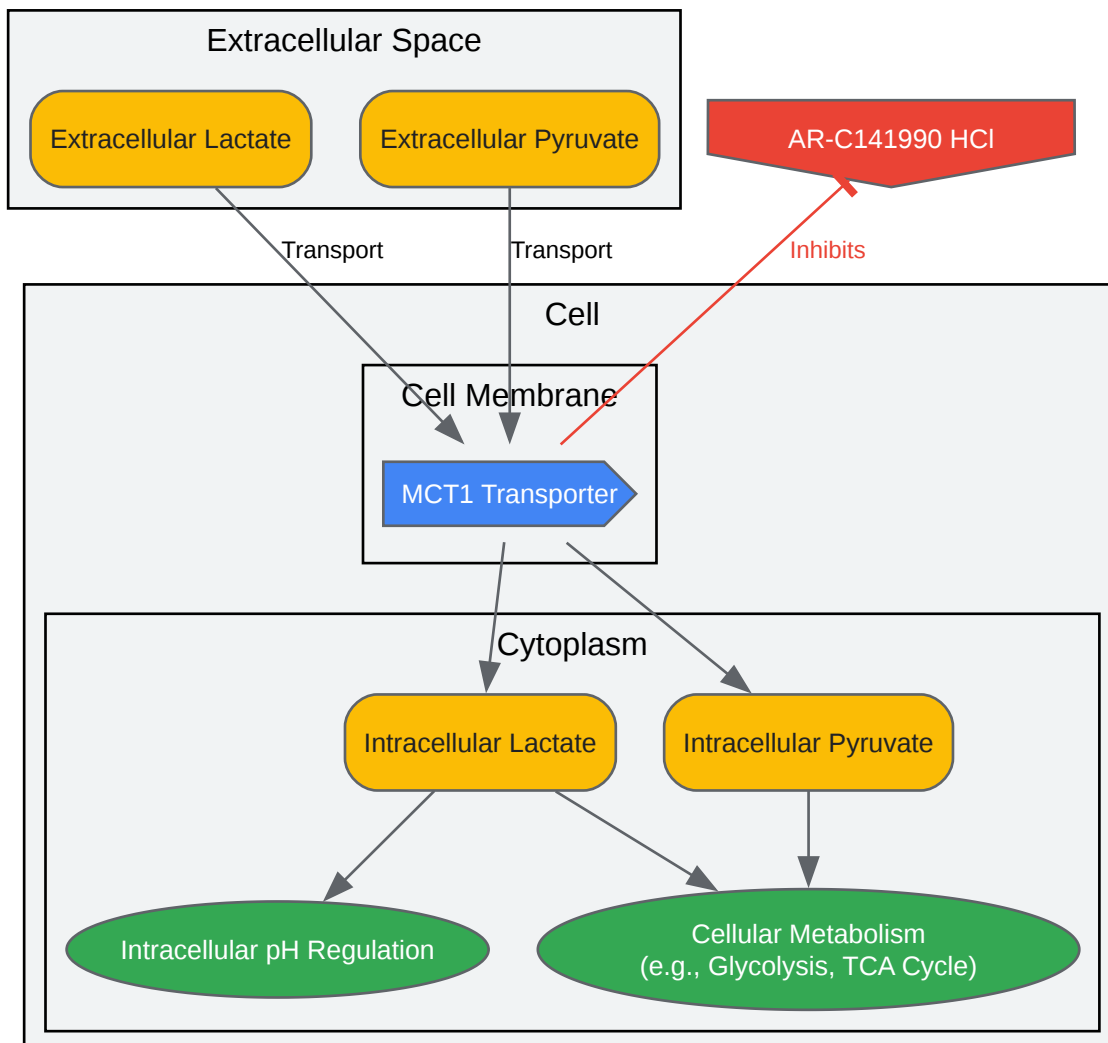 Extracellular Space
Extracellular Lactate
Extracellular Pyruvate
AR-C141990 HCl
Transport
Transport
Inhibits
Cell
Cell Membrane
MCT1 Transporter
Cytoplasm
Intracellular Lactate
Intracellular Pyruvate
Intracellular pH Regulation
Cellular Metabolism
(e.g., Glycolysis, TCA Cycle)